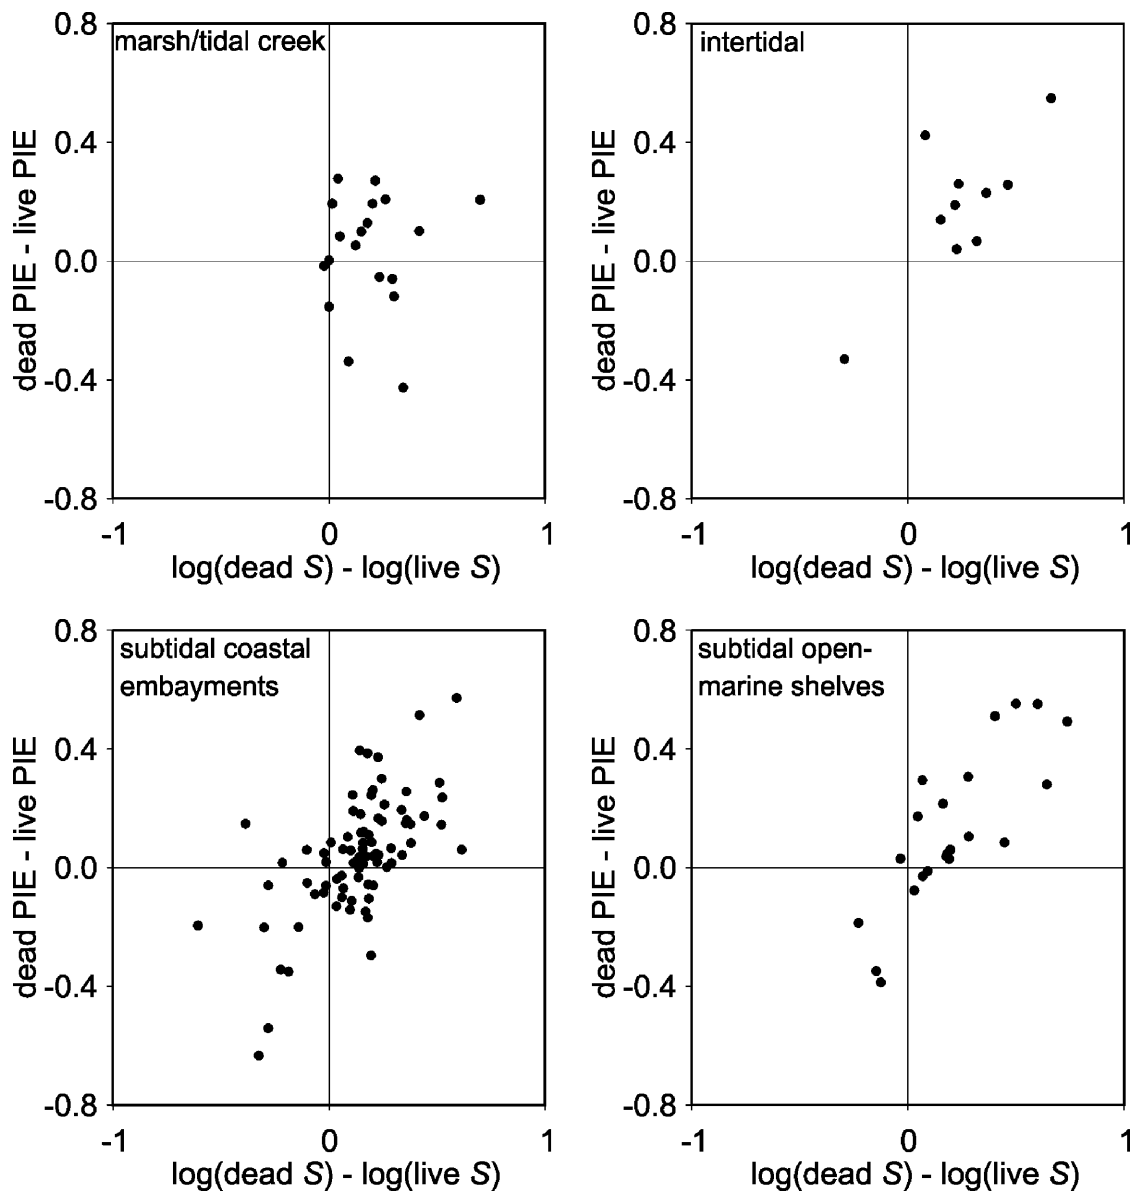 marsh/tidal creek
0.8
0.4
0.0
-0.4
-0.8
dead PIE - live PIE
-1
0
1
log(dead S) - log(live S)
intertidal
0.8
0.4
0.0
-0.4
-0.8
dead PIE - live PIE
-1
0
1
log(dead S) - log(live S)
subtidal coastal
embayments
0.8
0.4
0.0
-0.4
-0.8
dead PIE - live PIE
-1
0
1
log(dead S) - log(live S)
subtidal open-
marine shelves
0.8
0.4
0.0
-0.4
-0.8
dead PIE - live PIE
-1
0
1
log(dead S) - log(live S)